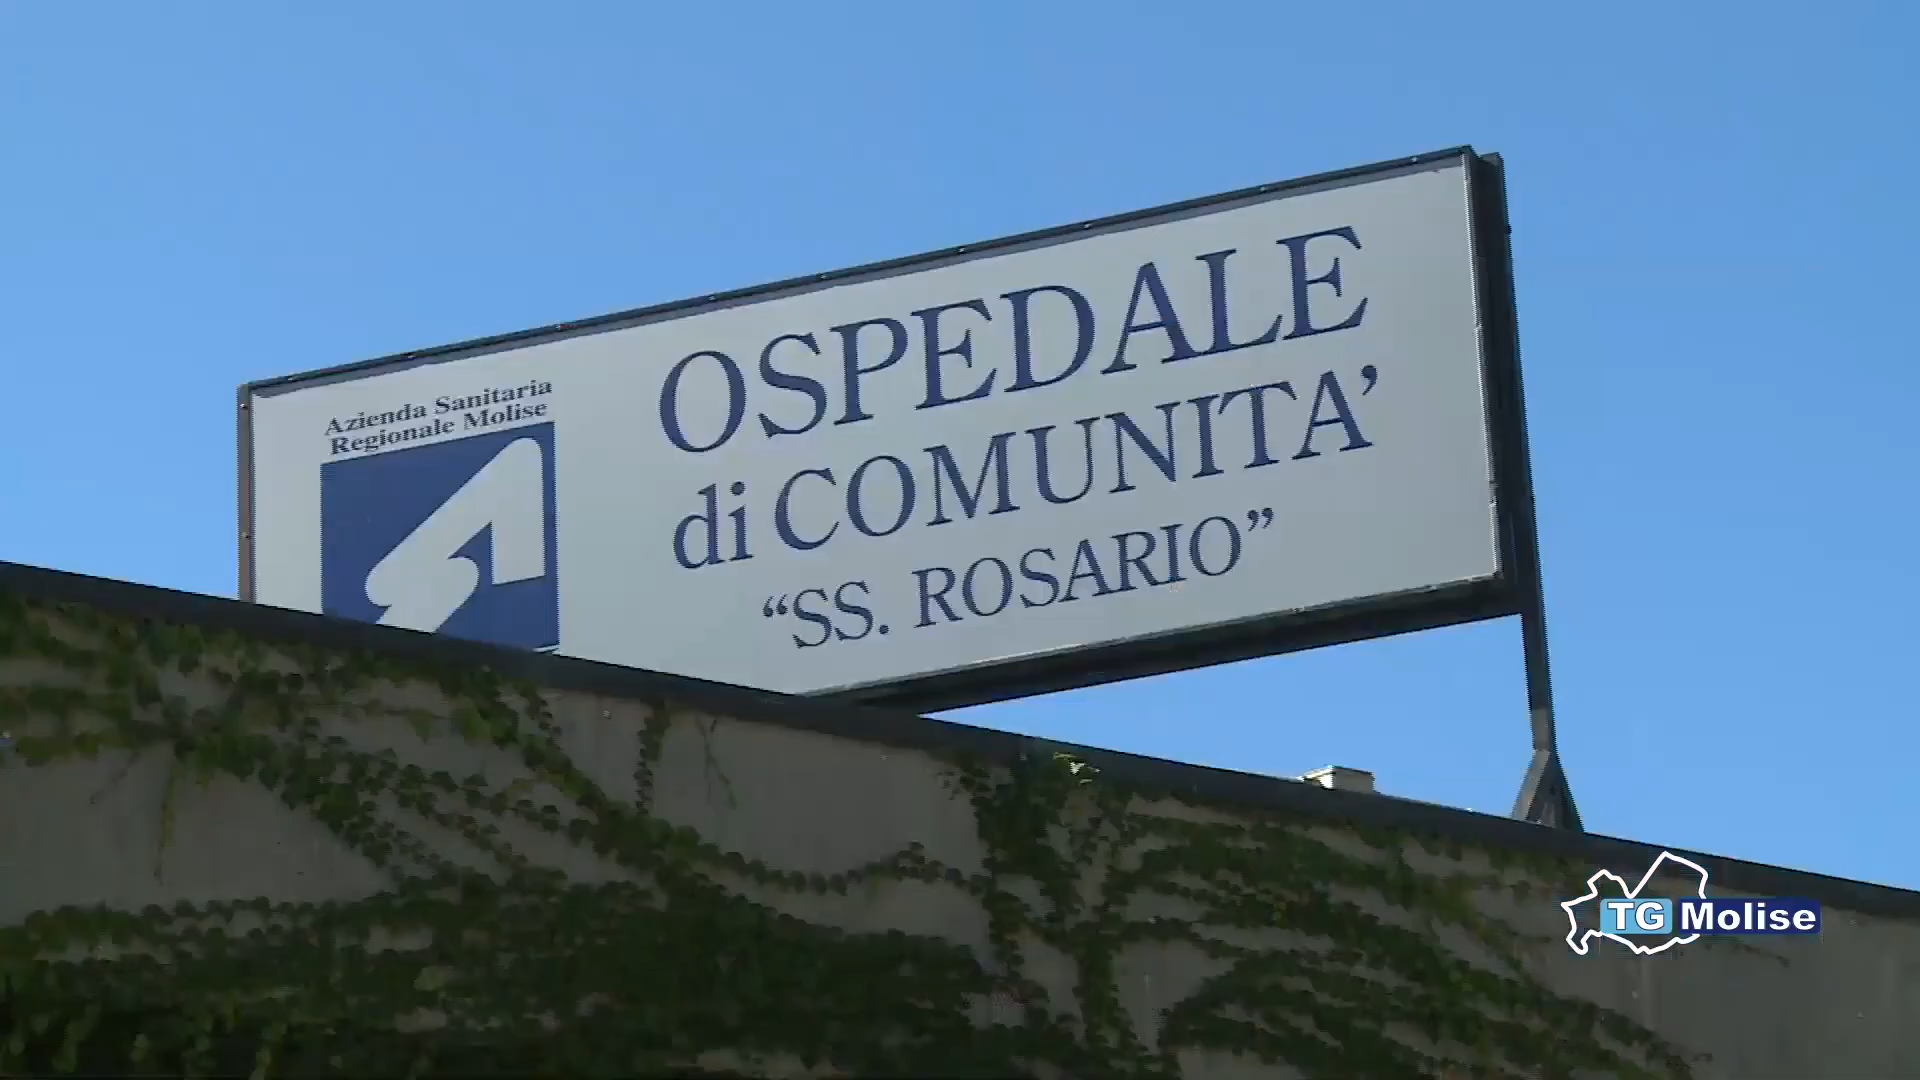 Azienda Sanitaria
Regionale Molise
OSPEDALE
di COMUNITA’
“SS. ROSARIO”
TG Molise